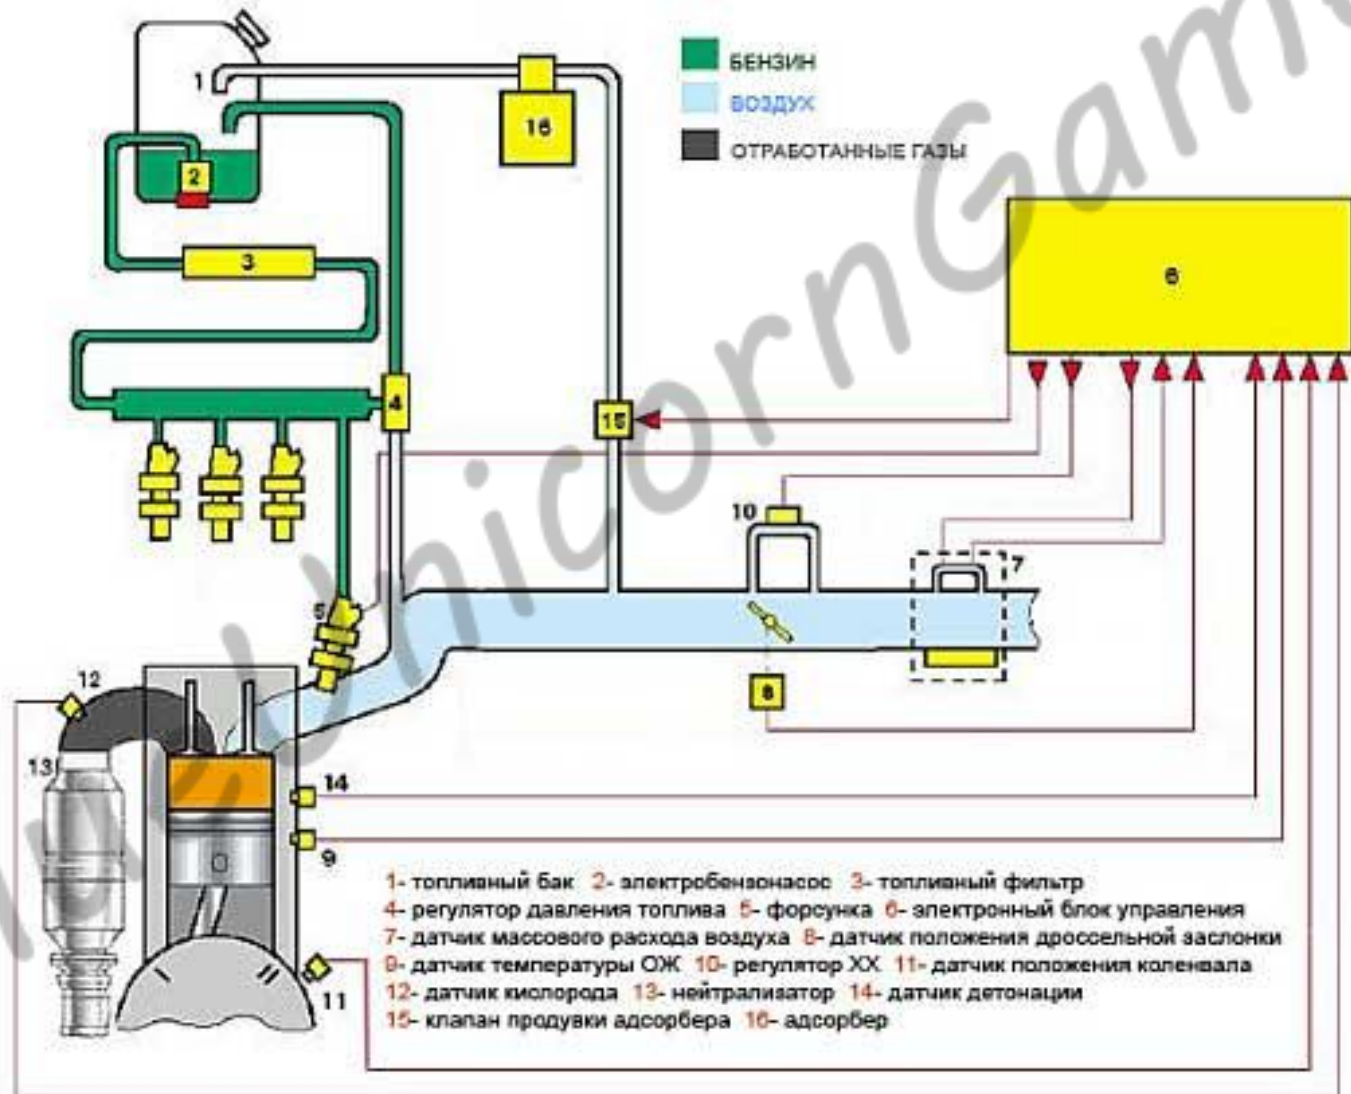 1
БЕНЗИН
ВОЗДУХ
ОТРАБОТАННЫЕ ГАЗЫ
16
2
3
6
4
15
10
7
5
8
12
13
14
9
11
1- топливный бак 2- электробензонасос 3- топливный фильтр
4- регулятор давления топлива 5- форсунка 6- электронный блок управления
7- датчик массового расхода воздуха 8- датчик положения дроссельной заслонки
9- датчик температуры ОЖ 10- регулятор ХХ 11- датчик положения коленвала
12- датчик кислорода 13- нейтрализатор 14- датчик детонации
15- клапан продувки адсорбера 16- адсорбер